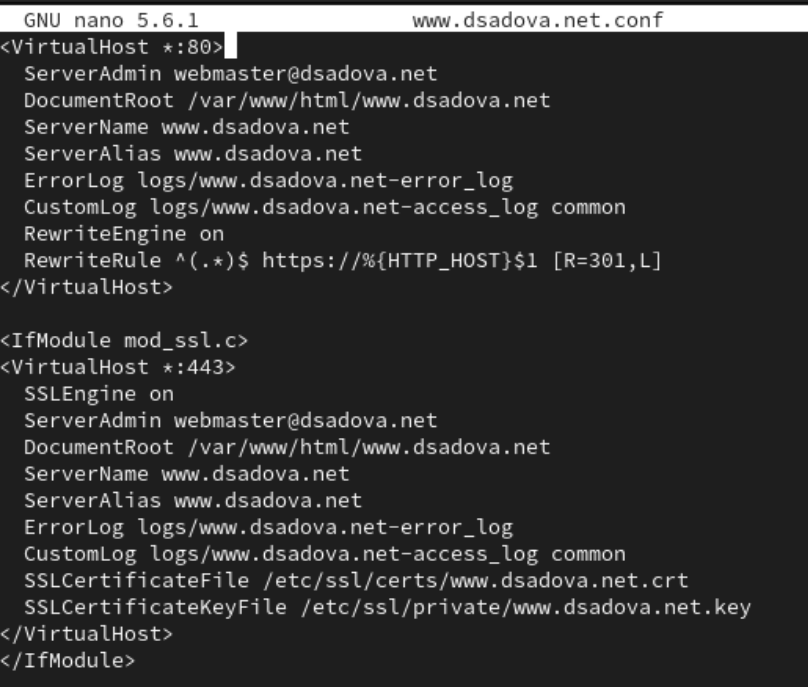 GNU nano 5.6.1 www.dsadova.net.conf
<VirtualHost *:80>
ServerAdmin webmaster@dsadova.net
DocumentRoot /var/www/html/www.dsadova.net
ServerName www.dsadova.net
ServerAlias www.dsadova.net
ErrorLog logs/www.dsadova.net-error_log
CustomLog logs/www.dsadova.net-access_log common
RewriteEngine on
RewriteRule ^(.*)$ https://%{HTTP_HOST}$1 [R=301,L]
</VirtualHost>

<IfModule mod_ssl.c>
<VirtualHost *:443>
SSLEngine on
ServerAdmin webmaster@dsadova.net
DocumentRoot /var/www/html/www.dsadova.net
ServerName www.dsadova.net
ServerAlias www.dsadova.net
ErrorLog logs/www.dsadova.net-error_log
CustomLog logs/www.dsadova.net-access_log common
SSLCertificateFile /etc/ssl/certs/www.dsadova.net.crt
SSLCertificateKeyFile /etc/ssl/private/www.dsadova.net.key
</VirtualHost>
</IfModule>